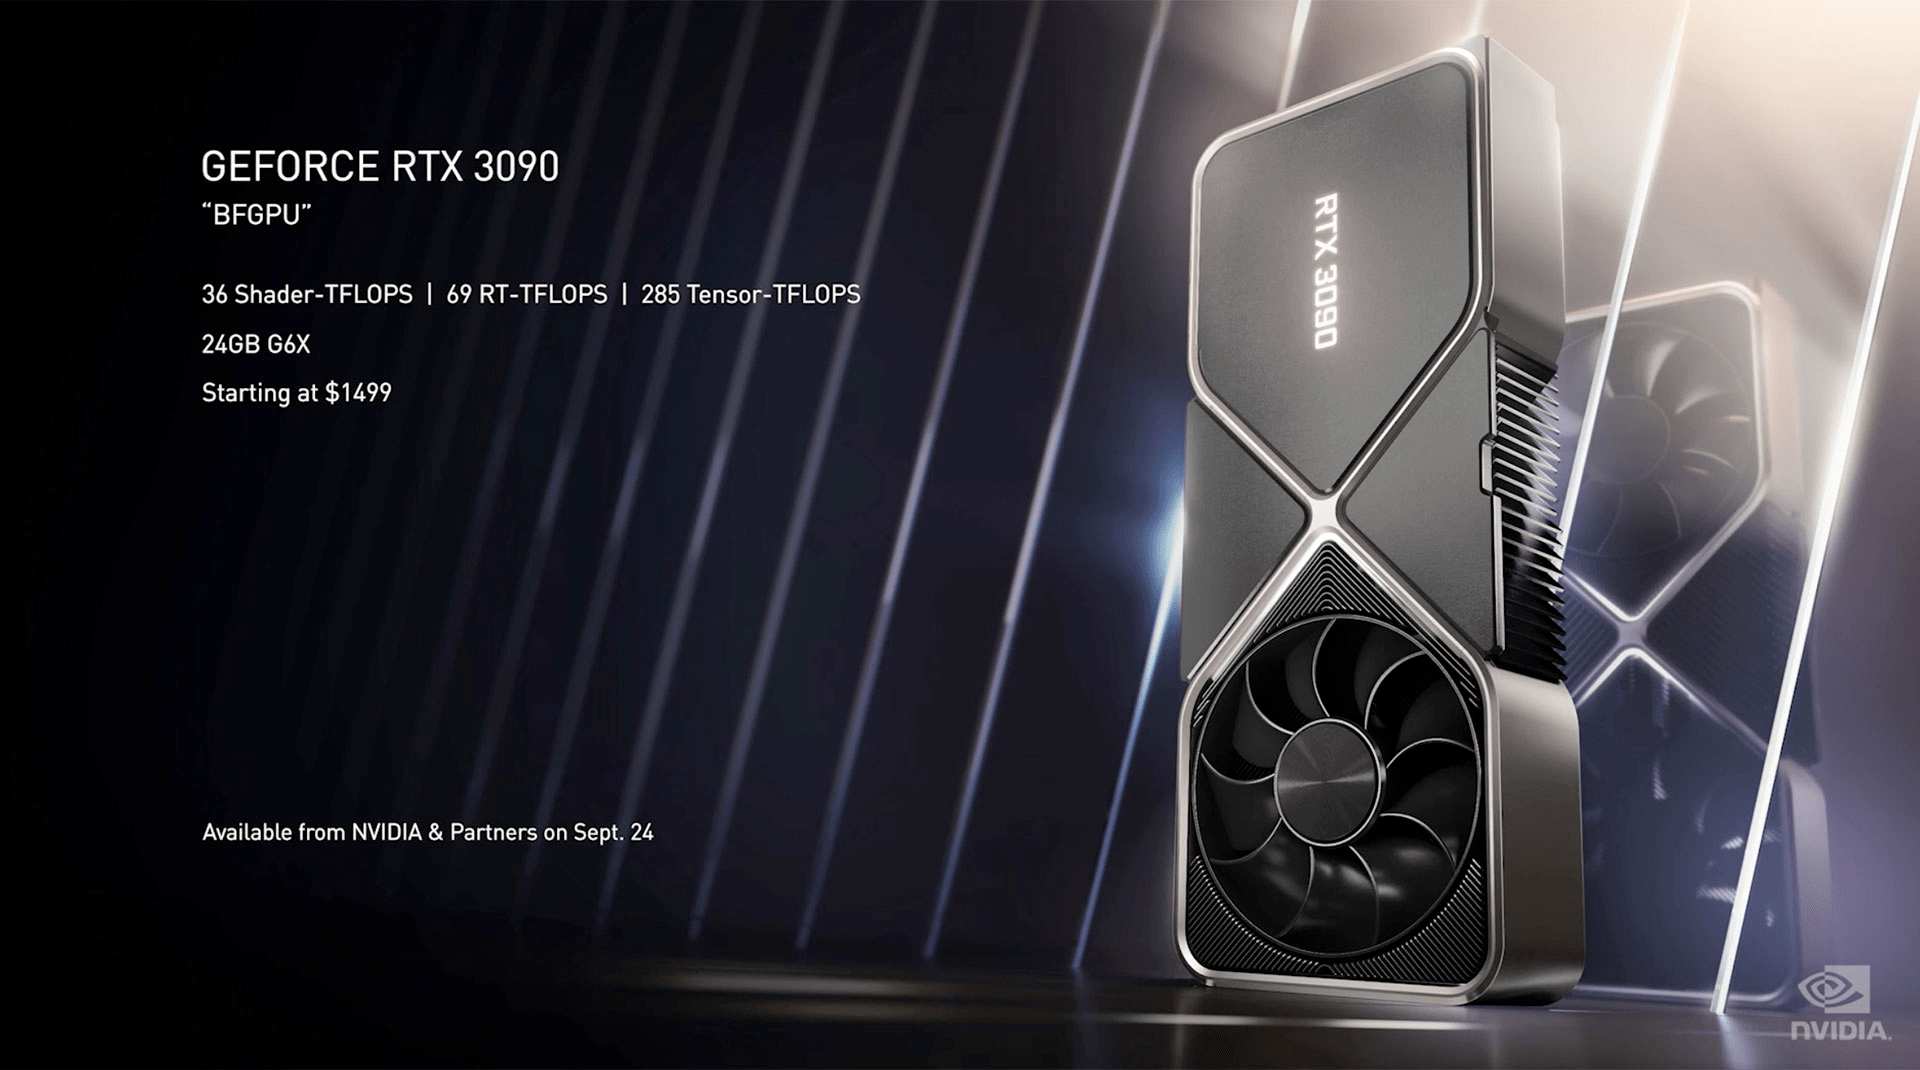 GEFORCE RTX 3090
“BFGPU”
36 Shader-TFLOPS | 69 RT-TFLOPS | 285 Tensor-TFLOPS
24GB G6X
Starting at $1499
Available from NVIDIA & Partners on Sept. 24
RTX 3090
NVIDIA.